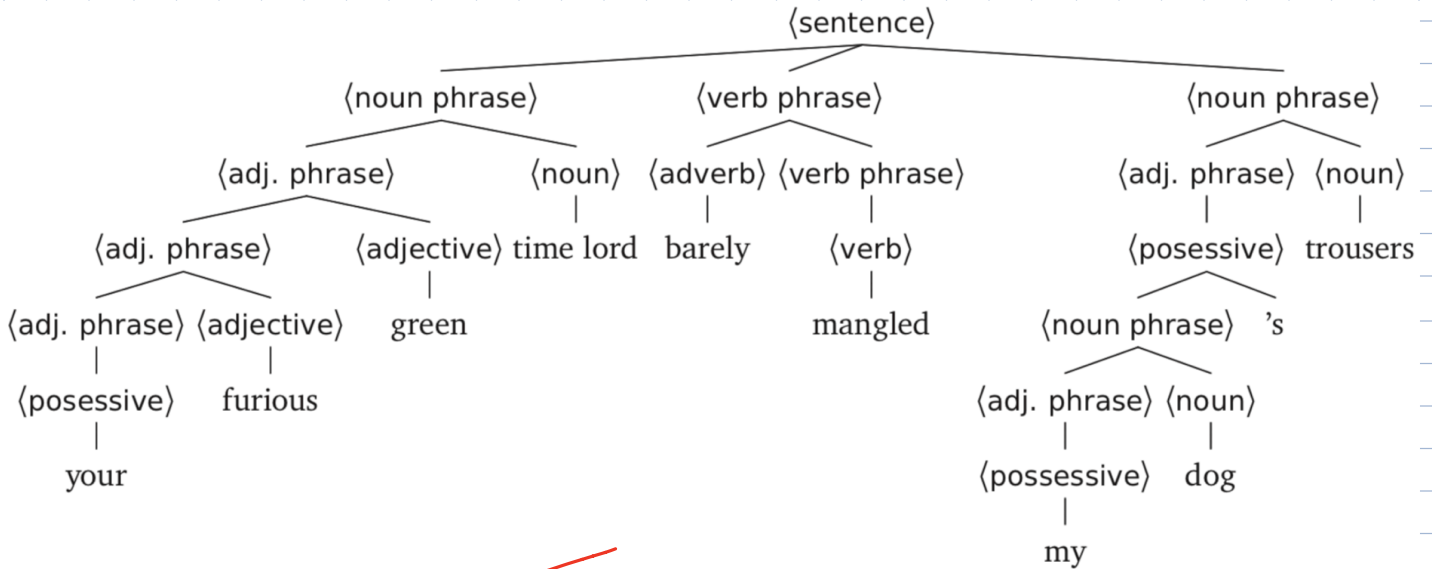 ⟨sentence⟩
⟨noun phrase⟩ ⟨verb phrase⟩ ⟨noun phrase⟩
⟨adj. phrase⟩ ⟨noun⟩ ⟨adverb⟩ ⟨verb phrase⟩ ⟨adj. phrase⟩ ⟨noun⟩
⟨adj. phrase⟩ ⟨adjective⟩ time lord barely ⟨verb⟩ ⟨posessive⟩ trousers
⟨adj. phrase⟩ ⟨adjective⟩ green mangled ⟨noun phrase⟩ ’s
⟨posessive⟩ furious ⟨adj. phrase⟩ ⟨noun⟩
your ⟨possessive⟩ dog
my